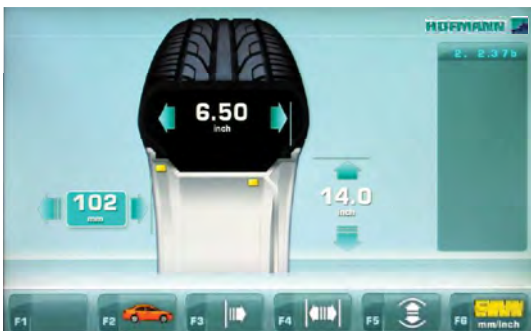 HOFMANN
2. 2.37b
6.50
inch
102
mm
14.0
inch
F1
F2
F3
F4
F5
F6
mm/inch